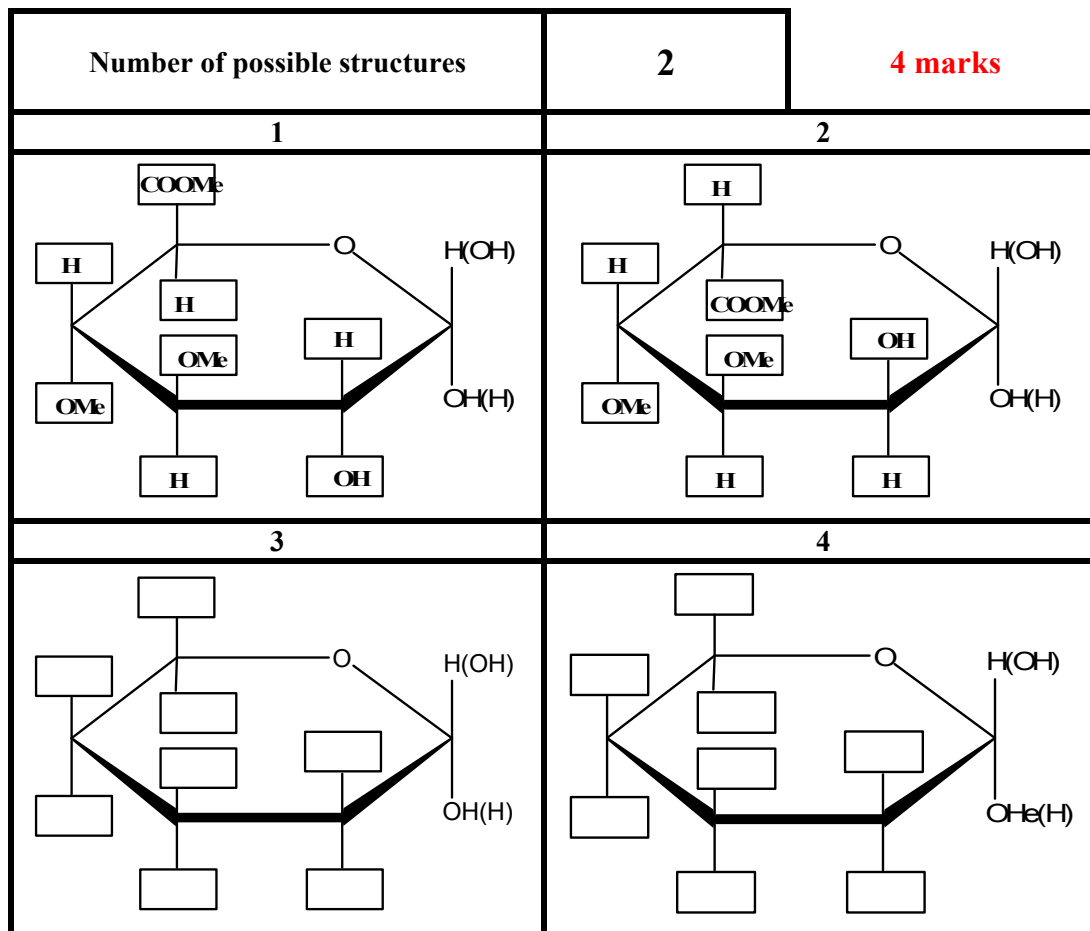 Number of possible structures 2 4 marks
1 2
COOMe H
O H(OH) O H(OH)
H H
H COOMe
H OH
OMe OMe
OMe OH(H) OMe OH(H)
H OH H H
3 4
O H(OH) O H(OH)
OH(H) OHe(H)